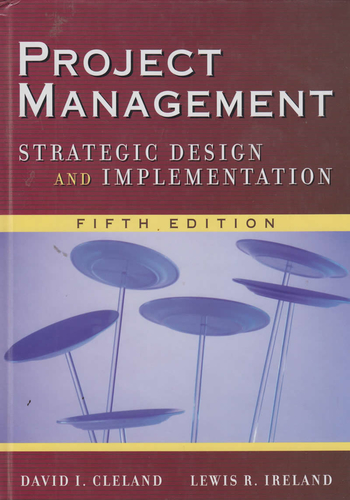 PROJECT
MANAGEMENT
STRATEGIC DESIGN
AND IMPLEMENTATION
FIFTH EDITION
DAVID I. CLELAND LEWIS R. IRELAND